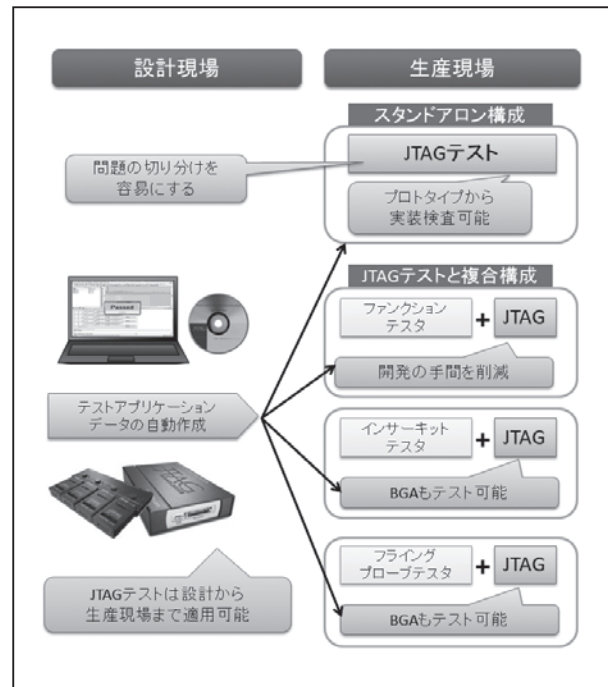 設計現場
生産現場
スタンドアロン構成
JTAGテスト
問題の切り分けを
容易にする
プロトタイプから
実装検査可能
JTAGテストと複合構成
Passed
ファンクション
テスタ
+
JTAG
開発の手間を削減
テストアプリケーション
データの自動作成
インサーキット
テスタ
+
JTAG
BGAもテスト可能
JTAG
フライング
プローブテスタ
+
JTAG
BGAもテスト可能
JTAGテストは設計から
生産現場まで適用可能